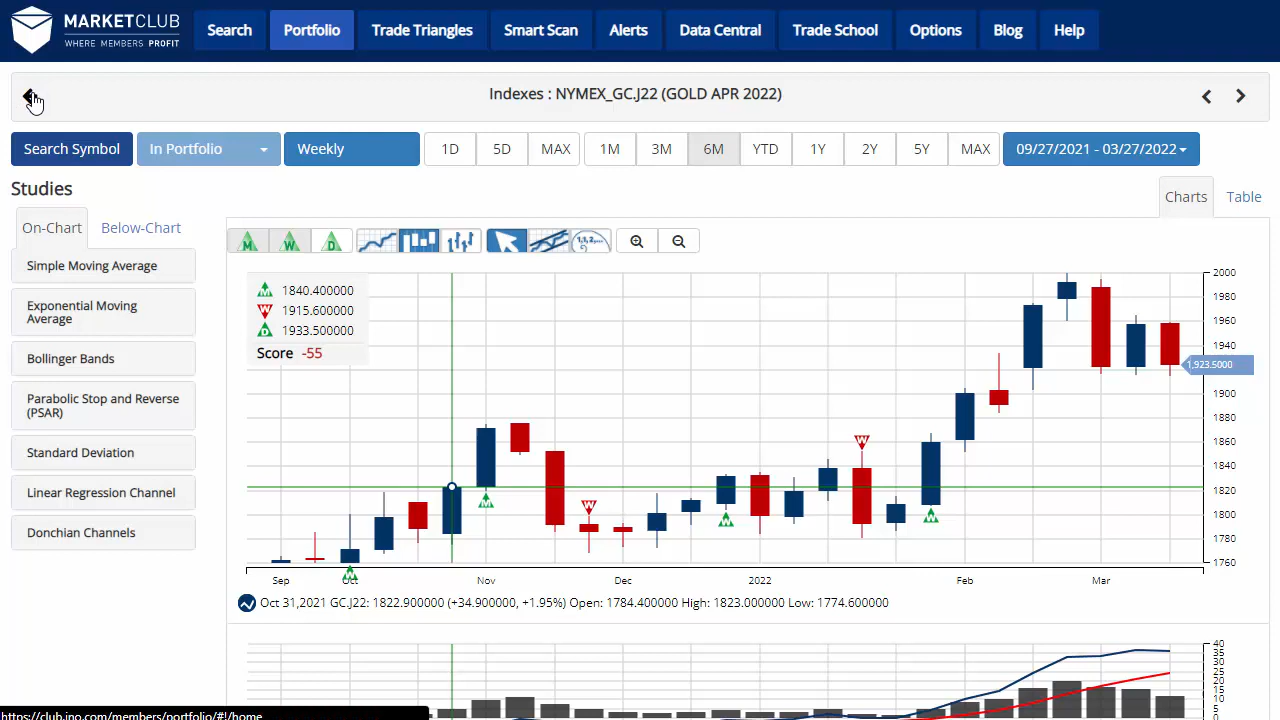 MARKETCLUB
WHERE MEMBERS PROFIT
Search
Portfolio
Trade Triangles
Smart Scan
Alerts
Data Central
Trade School
Options
Blog
Help
Indexes : NYMEX_GC.J22 (GOLD APR 2022)
Search Symbol
In Portfolio
Weekly
1D
5D
MAX
1M
3M
6M
YTD
1Y
2Y
5Y
MAX
09/27/2021 - 03/27/2022
Studies
Charts
Table
On-Chart
Below-Chart
Simple Moving Average
Exponential Moving
Average
Bollinger Bands
Parabolic Stop and Reverse
(PSAR)
Standard Deviation
Linear Regression Channel
Donchian Channels
M
W
D
1,2,3...
M 1840.400000
W 1915.600000
D 1933.500000
Score -55
2000
1980
1960
1940
1,923.5000
1900
1880
1860
1840
1820
1800
1780
1760
W
W
M
W
W
M
Sep
Oct
Nov
Dec
2022
Feb
Mar
Oct 31,2021 GC.J22: 1822.900000 (+34.900000, +1.95%) Open: 1784.400000 High: 1823.000000 Low: 1774.600000
40
35
30
25
20
15
10
5
https://club.ino.com/members/portfolio/#!/home